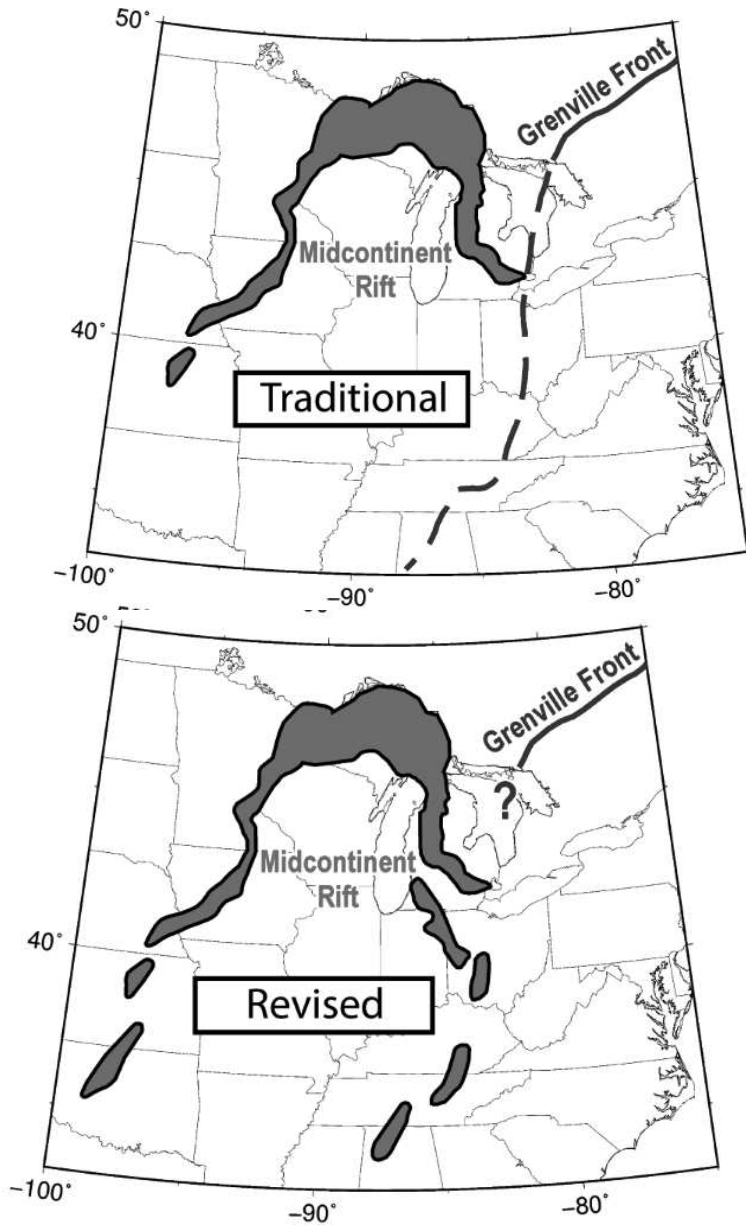 50°
Grenville Front
Midcontinent
Rift
40°
Traditional
-100
-90°
-80°
50°
Grenville Front
?
Midcontinent
Rift
40°
Revised
-100
-90°
-80°